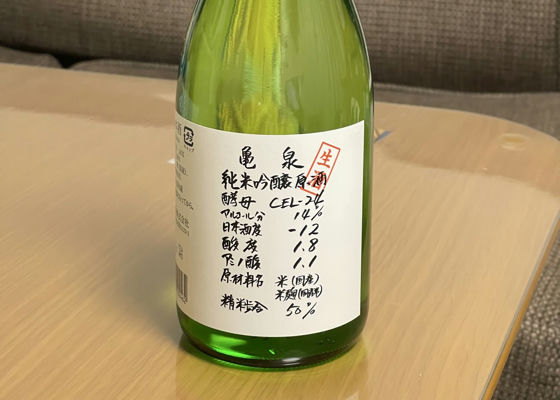 亀泉
生酒
純米吟醸原酒
酵母 CEL-24
アルコール分 14%
日本酒度 -12
酸度 1.8
アミノ酸 1.1
原材料名 米(国産)
米麹(国産米)
精米歩合 50%